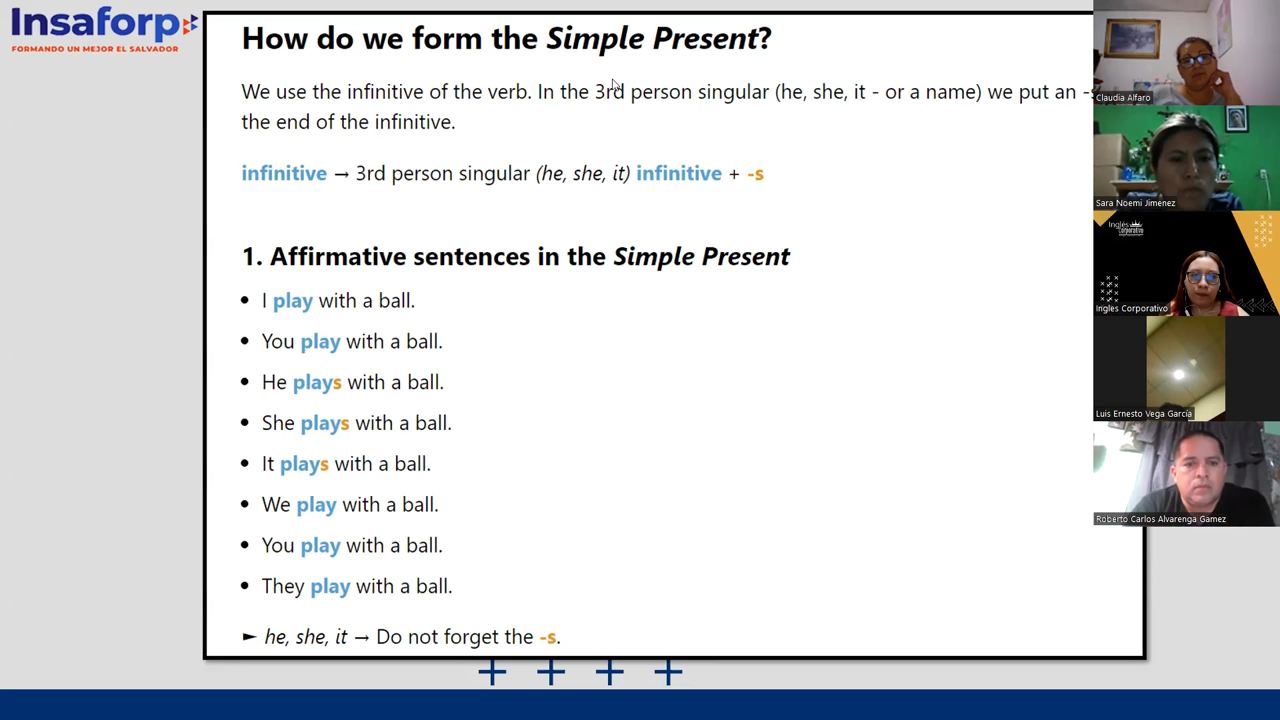 Insaforp
FORMANDO UN MEJOR EL SALVADOR
How do we form the Simple Present?
We use the infinitive of the verb. In the 3rd person singular (he, she, it - or a name) we put an -s
the end of the infinitive.
infinitive → 3rd person singular (he, she, it) infinitive + -s
1. Affirmative sentences in the Simple Present
• I play with a ball.
• You play with a ball.
• He plays with a ball.
• She plays with a ball.
• It plays with a ball.
• We play with a ball.
• You play with a ball.
• They play with a ball.
► he, she, it → Do not forget the -s.
Claudia Alfaro
Sara Noemi Jimenez
Inglés
Corporativo
Ingles Corporativo
Luis Ernesto Vega García
Roberto Carlos Alvarenga Gamez